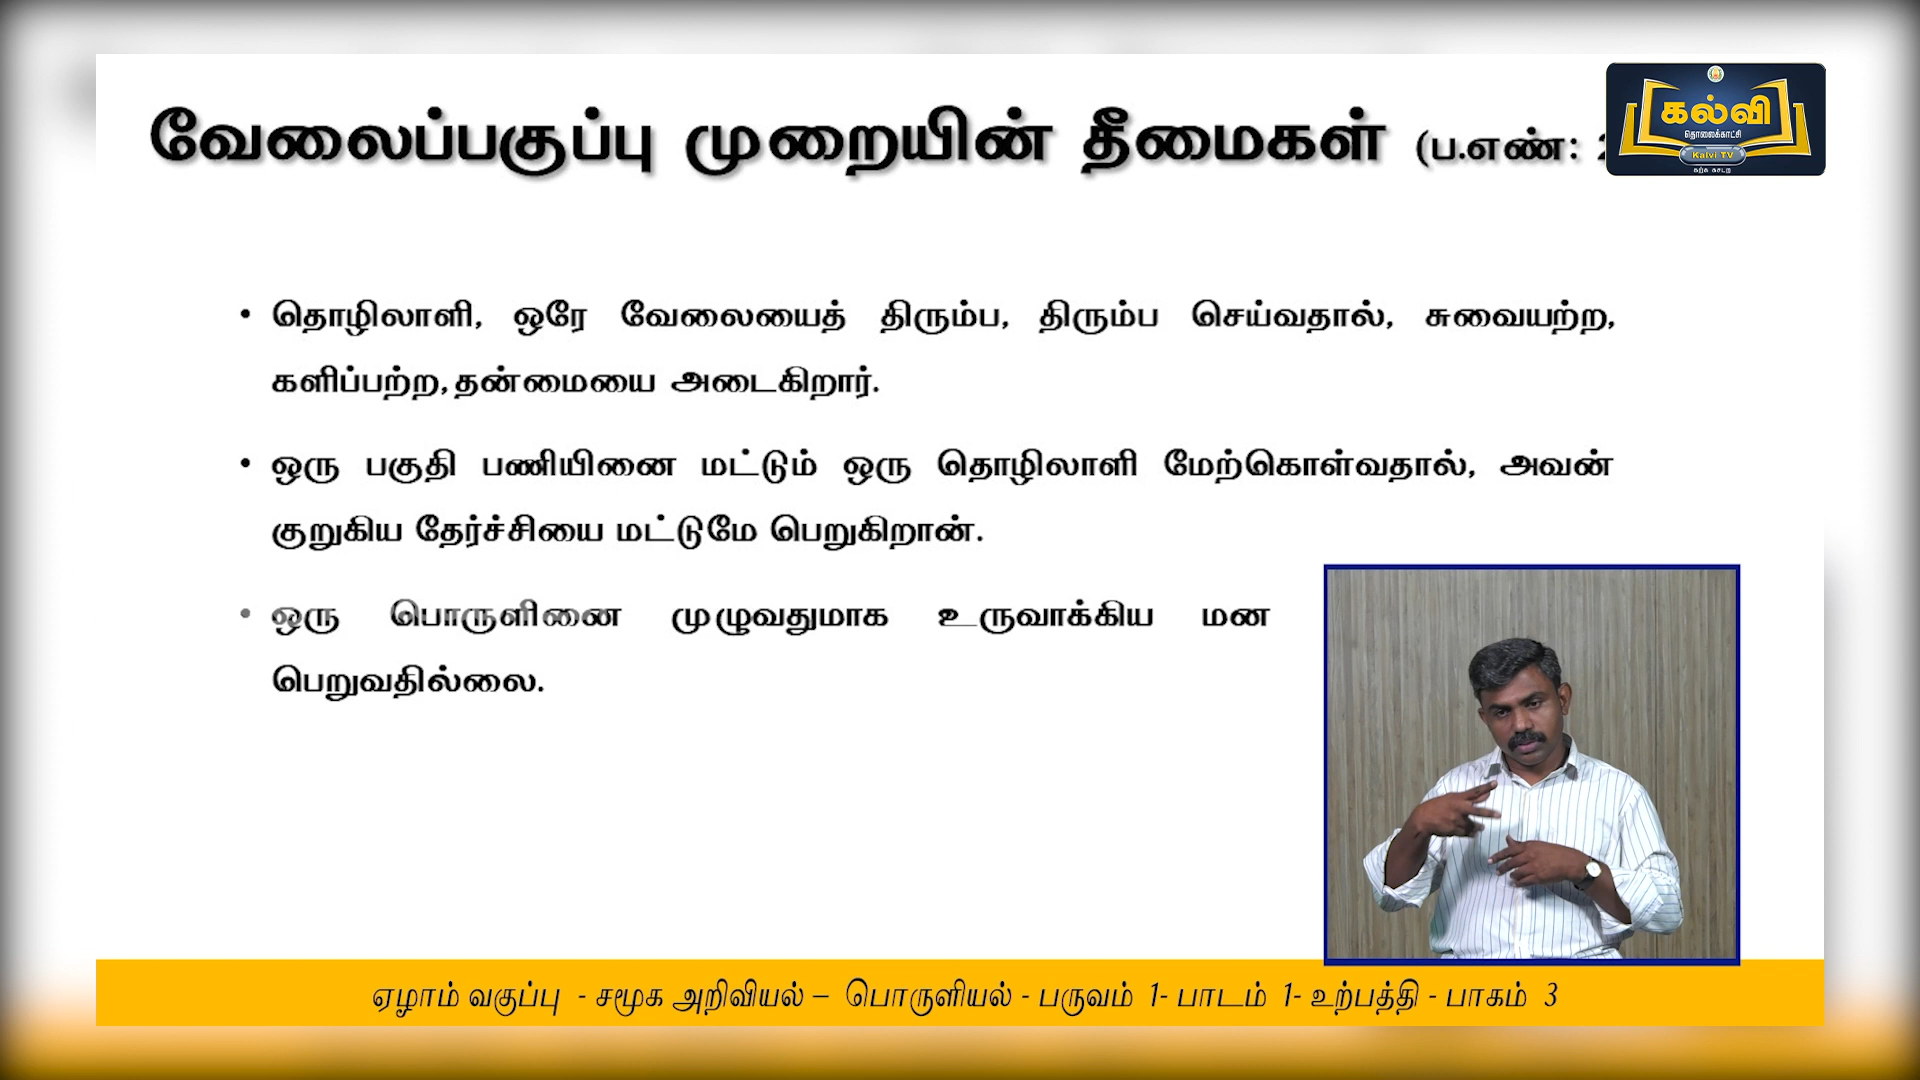 வேலைப்பகுப்பு முறையின் தீமைகள் (ப.எண்:
கல்வி
தொலைக்காட்சி
Kalvi TV
கற்க கசடற
• தொழிலாளி, ஒரே வேலையைத் திரும்ப, திரும்ப செய்வதால், சுவையற்ற,
களிப்பற்ற,தன்மையை அடைகிறார்.
• ஒரு பகுதி பணியினை மட்டும் ஒரு தொழிலாளி மேற்கொள்வதால், அவன்
குறுகிய தேர்ச்சியை மட்டுமே பெறுகிறான்.
• ஒரு பொருளினை முழுவதுமாக உருவாக்கிய மன
பெறுவதில்லை.
ஏழாம் வகுப்பு - சமூக அறிவியல் – பொருளியல் - பருவம் 1- பாடம் 1- உற்பத்தி - பாகம் 3